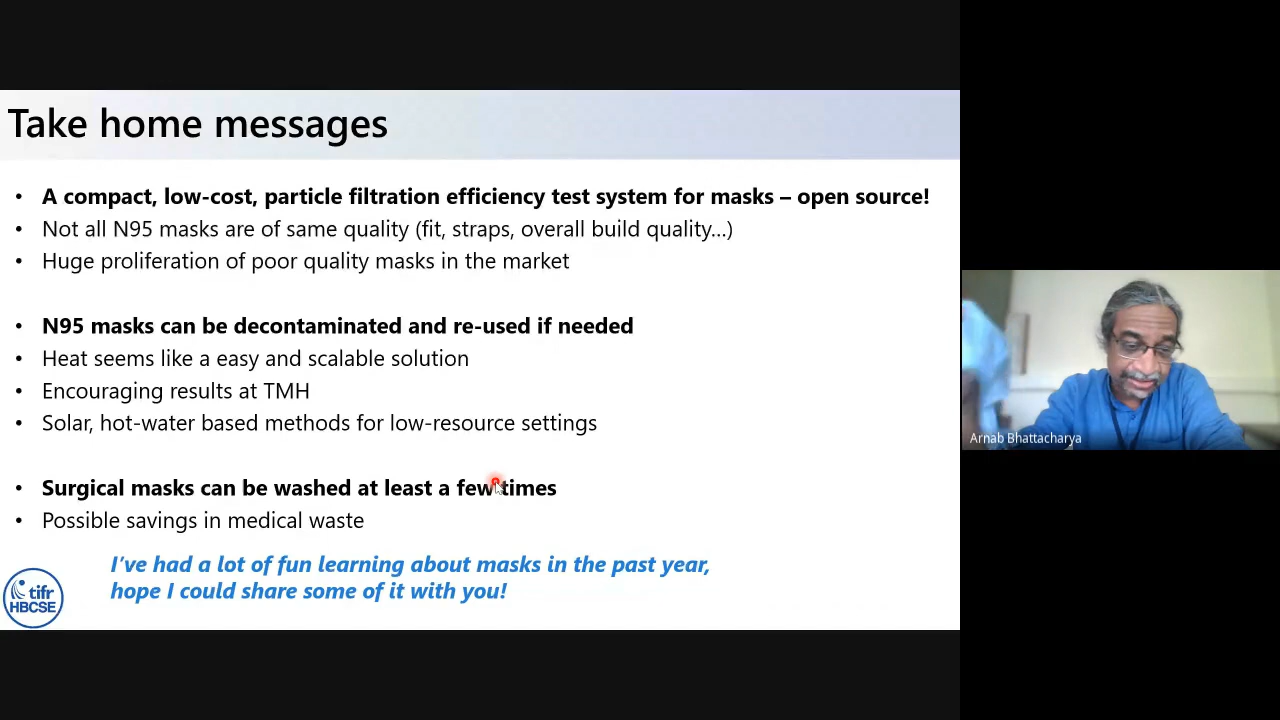 Take home messages
• A compact, low-cost, particle filtration efficiency test system for masks – open source!
• Not all N95 masks are of same quality (fit, straps, overall build quality…)
• Huge proliferation of poor quality masks in the market
• N95 masks can be decontaminated and re-used if needed
• Heat seems like a easy and scalable solution
• Encouraging results at TMH
• Solar, hot-water based methods for low-resource settings
• Surgical masks can be washed at least a few times
• Possible savings in medical waste
I've had a lot of fun learning about masks in the past year,
hope I could share some of it with you!
tifr
HBCSE
Arnab Bhattacharya